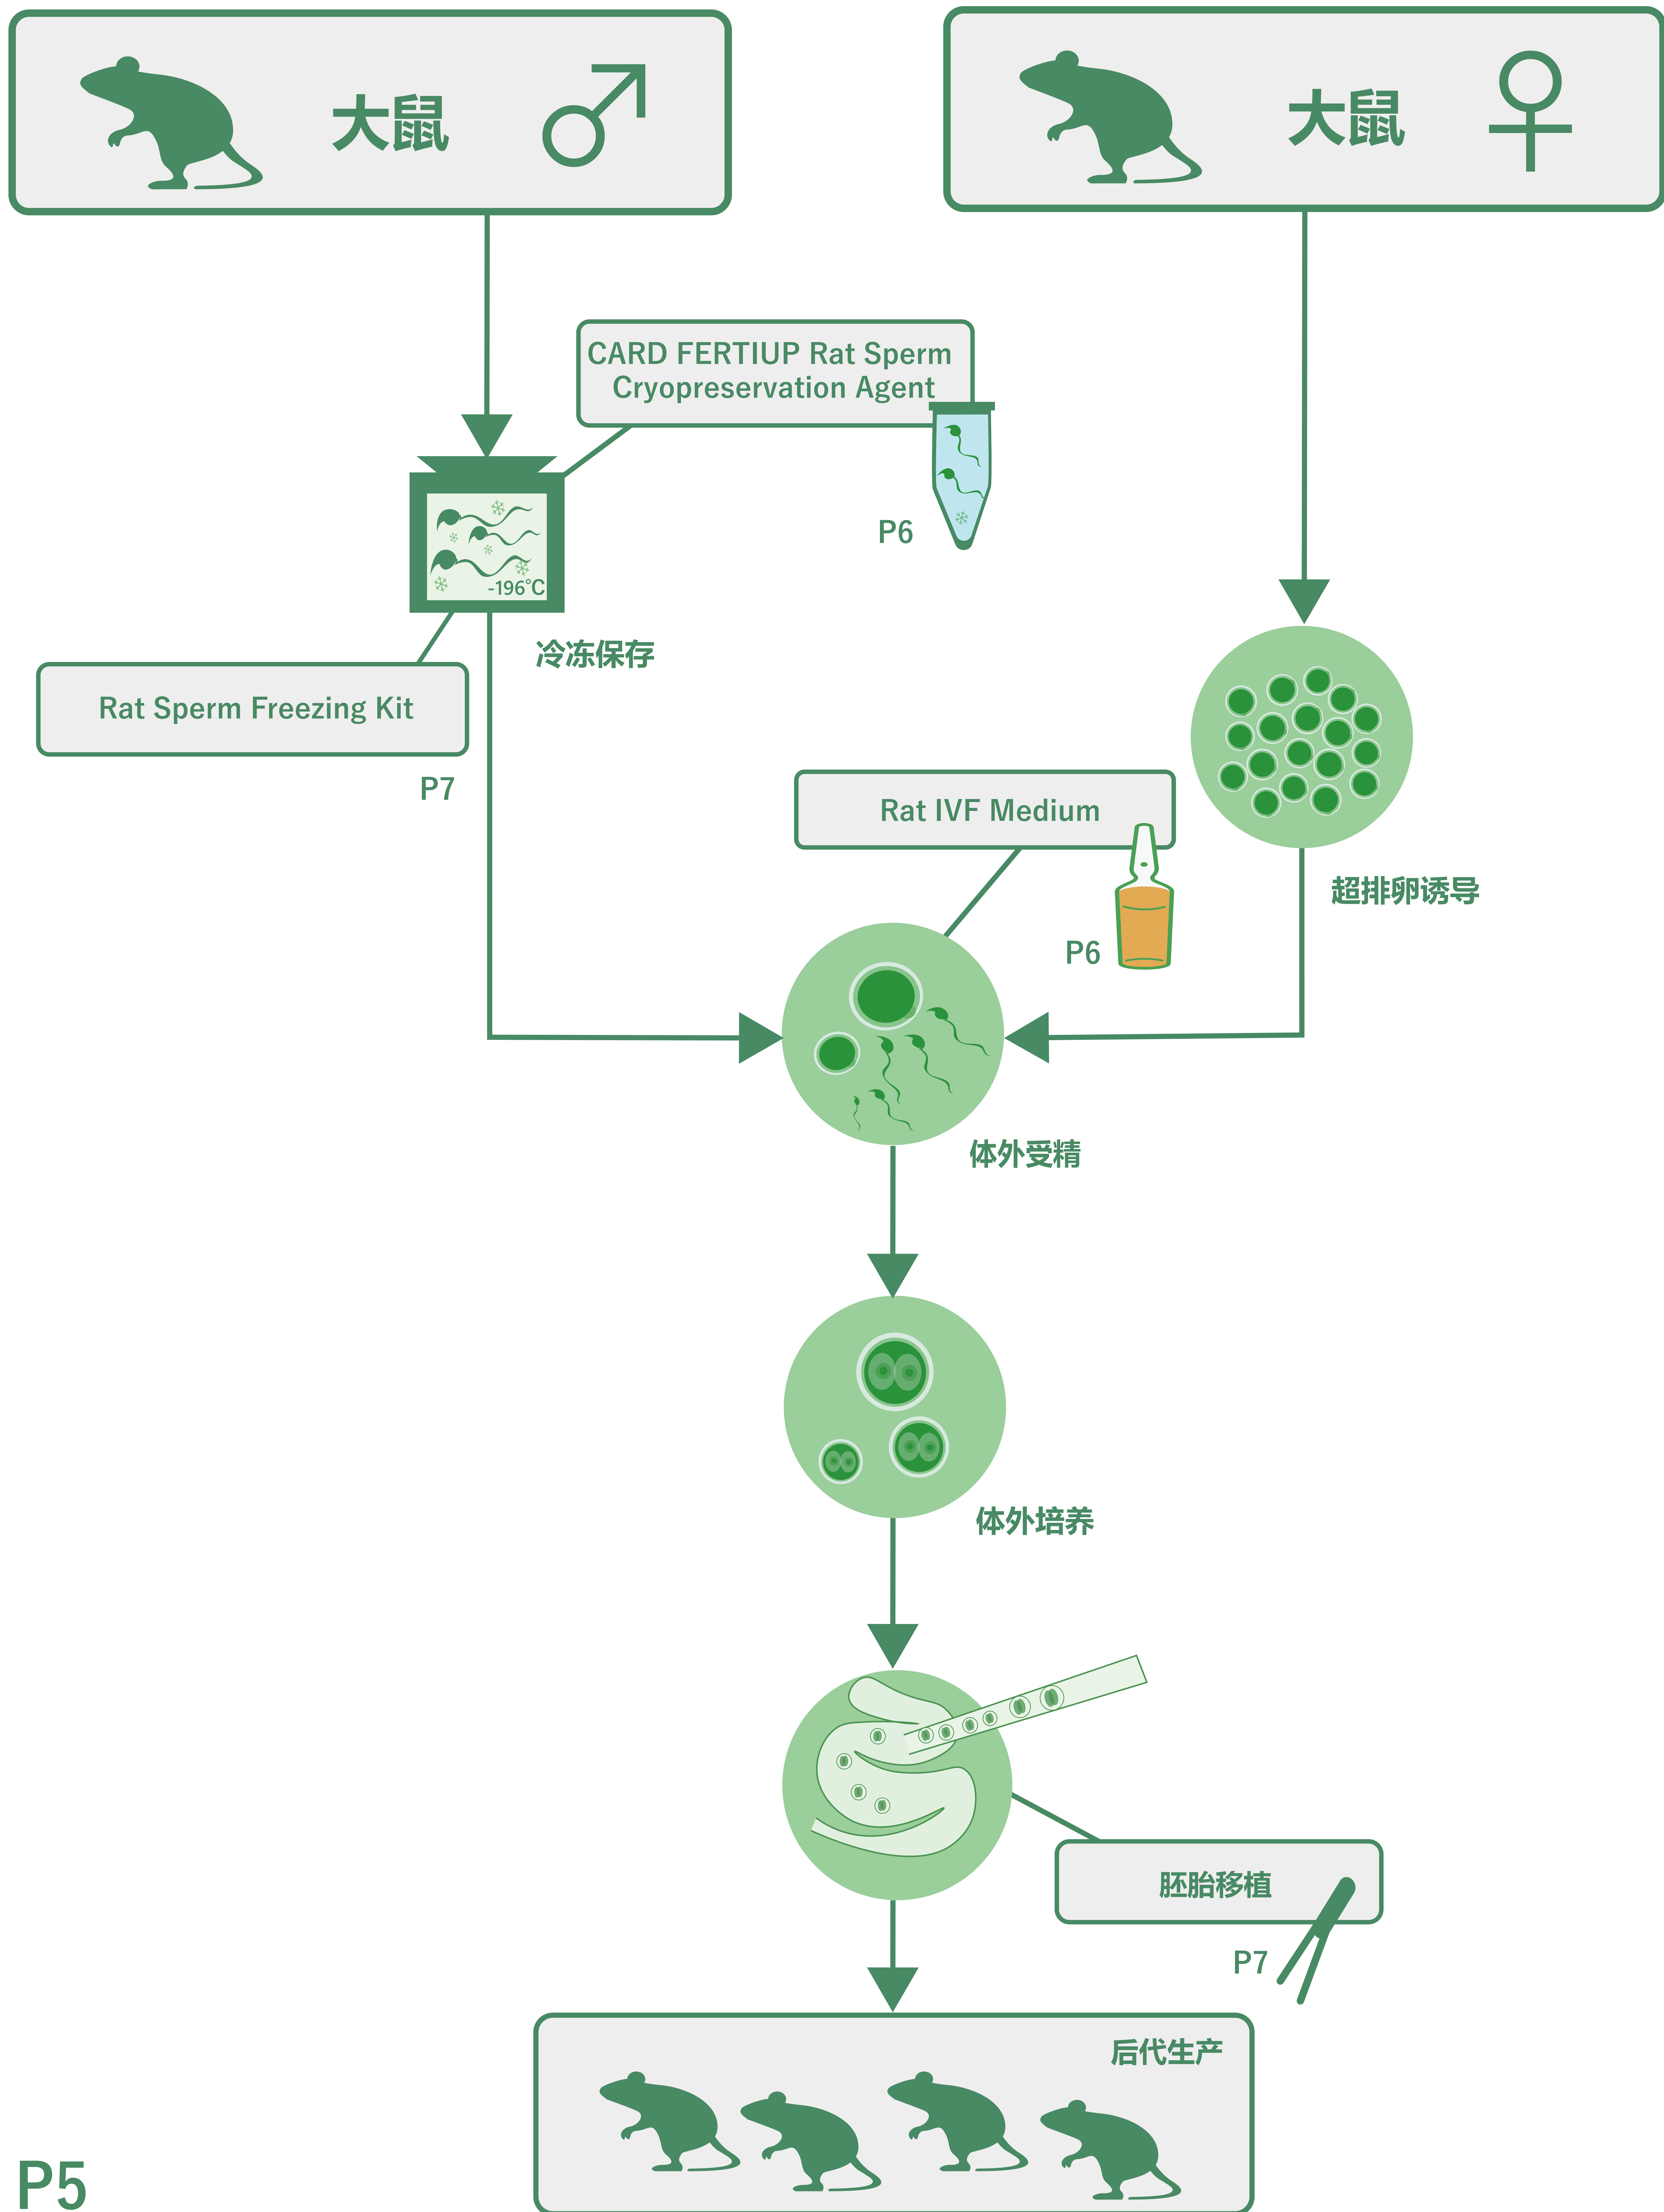 大鼠
大鼠
CARD FERTIUP Rat Sperm
Cryopreservation Agent
P6
-196℃
冷冻保存
Rat Sperm Freezing Kit
P7
Rat IVF Medium
超排卵诱导
P6
体外受精
体外培养
胚胎移植
P7
后代生产
P5